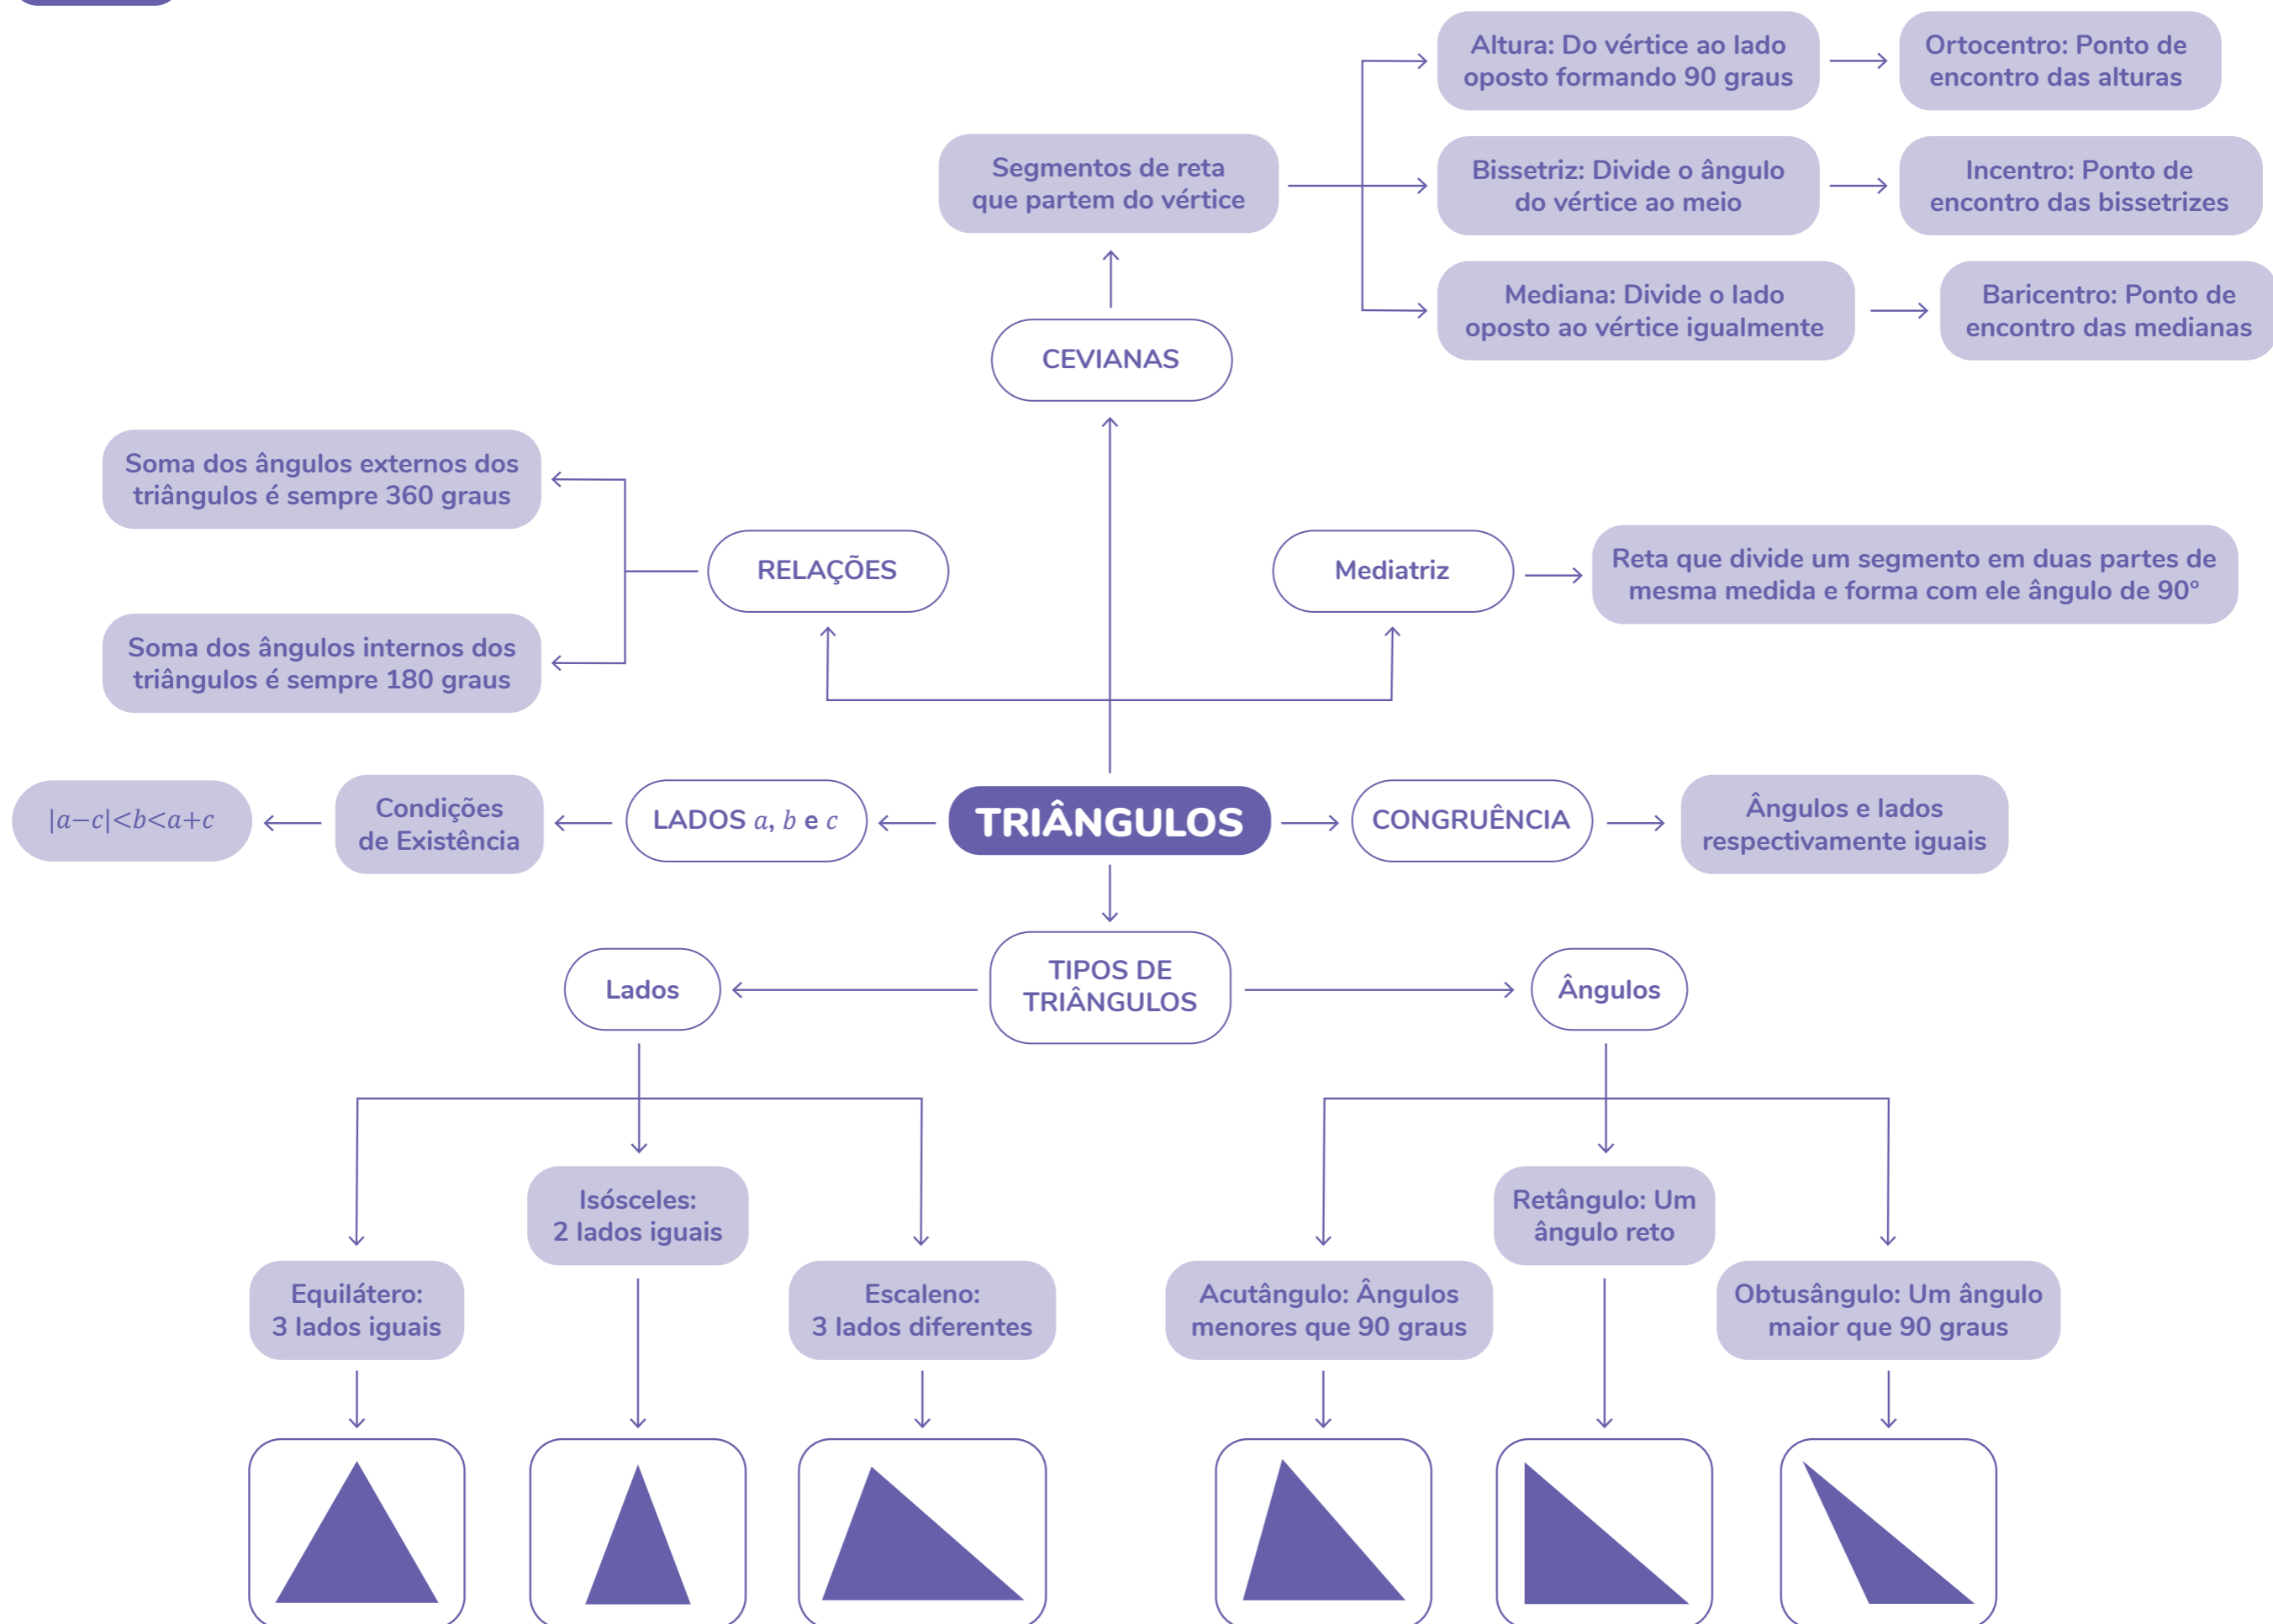 Altura: Do vértice ao lado
oposto formando 90 graus
Ortocentro: Ponto de
encontro das alturas
Segmentos de reta
que partem do vértice
Bissetriz: Divide o ângulo
do vértice ao meio
Incentro: Ponto de
encontro das bissetrizes
Mediana: Divide o lado
oposto ao vértice igualmente
Baricentro: Ponto de
encontro das medianas
CEVIANAS
Soma dos ângulos externos dos
triângulos é sempre 360 graus
RELAÇÕES
Mediatriz
Reta que divide um segmento em duas partes de
mesma medida e forma com ele ângulo de 90°
Soma dos ângulos internos dos
triângulos é sempre 180 graus
|a−c|<b<a+c
Condições
de Existência
LADOS a, b e c
TRIÂNGULOS
CONGRUÊNCIA
Ângulos e lados
respectivamente iguais
Lados
TIPOS DE
TRIÂNGULOS
Ângulos
Isósceles:
2 lados iguais
Retângulo: Um
ângulo reto
Equilátero:
3 lados iguais
Escaleno:
3 lados diferentes
Acutângulo: Ângulos
menores que 90 graus
Obtusângulo: Um ângulo
maior que 90 graus